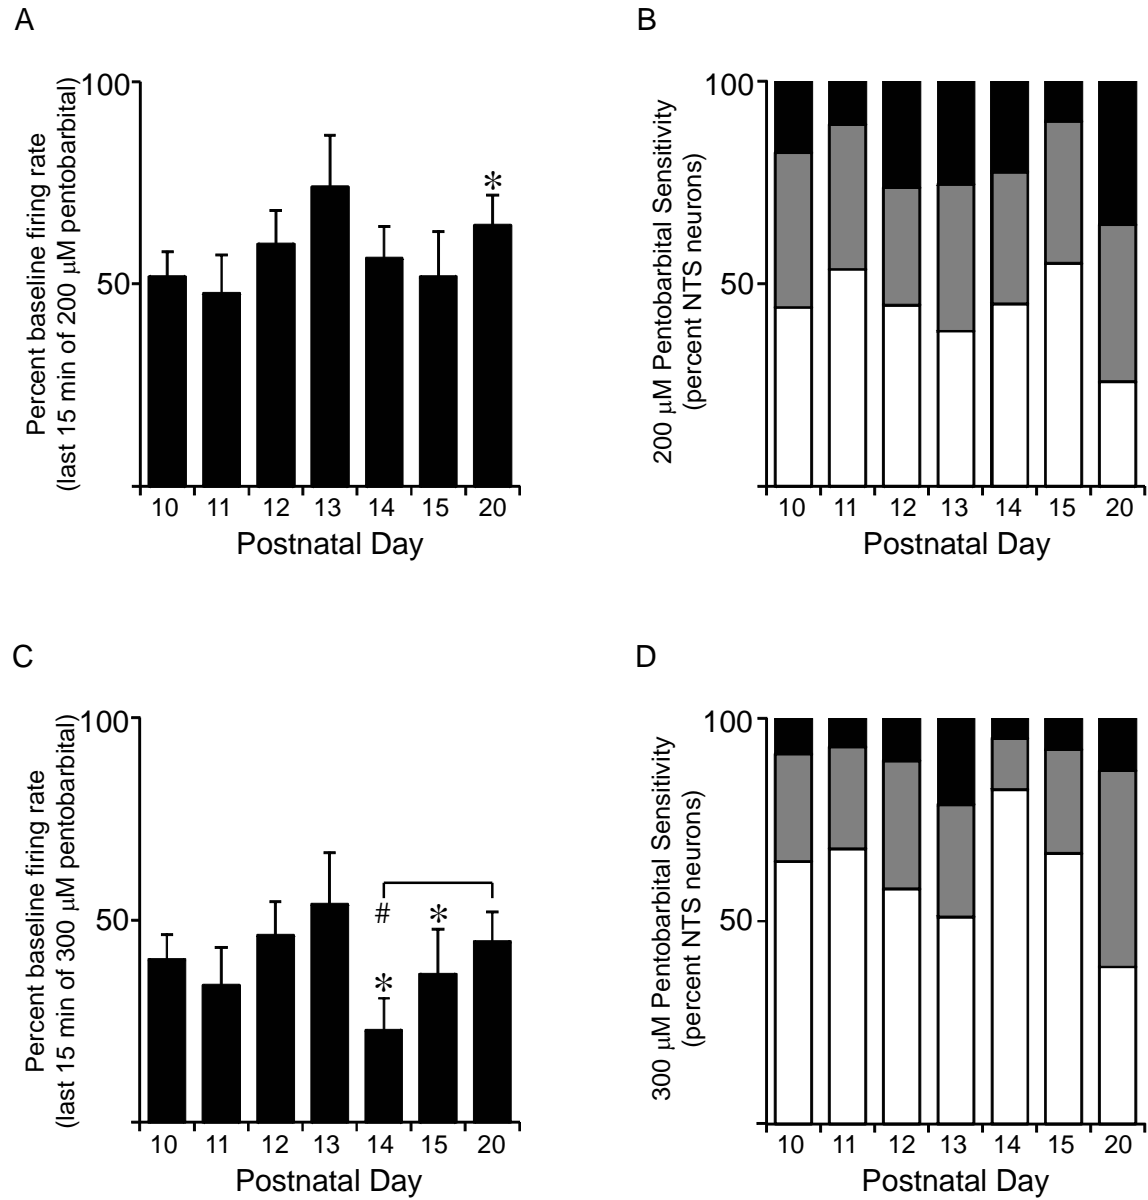 A
Percent baseline firing rate
(last 15 min of 200 μM pentobarbital)
100
50
*
10 11 12 13 14 15 20
Postnatal Day
B
200 μM Pentobarbital Sensitivity
(percent NTS neurons)
100
50
10 11 12 13 14 15 20
Postnatal Day
C
Percent baseline firing rate
(last 15 min of 300 μM pentobarbital)
100
50
# *
*
10 11 12 13 14 15 20
Postnatal Day
D
300 μM Pentobarbital Sensitivity
(percent NTS neurons)
100
50
10 11 12 13 14 15 20
Postnatal Day